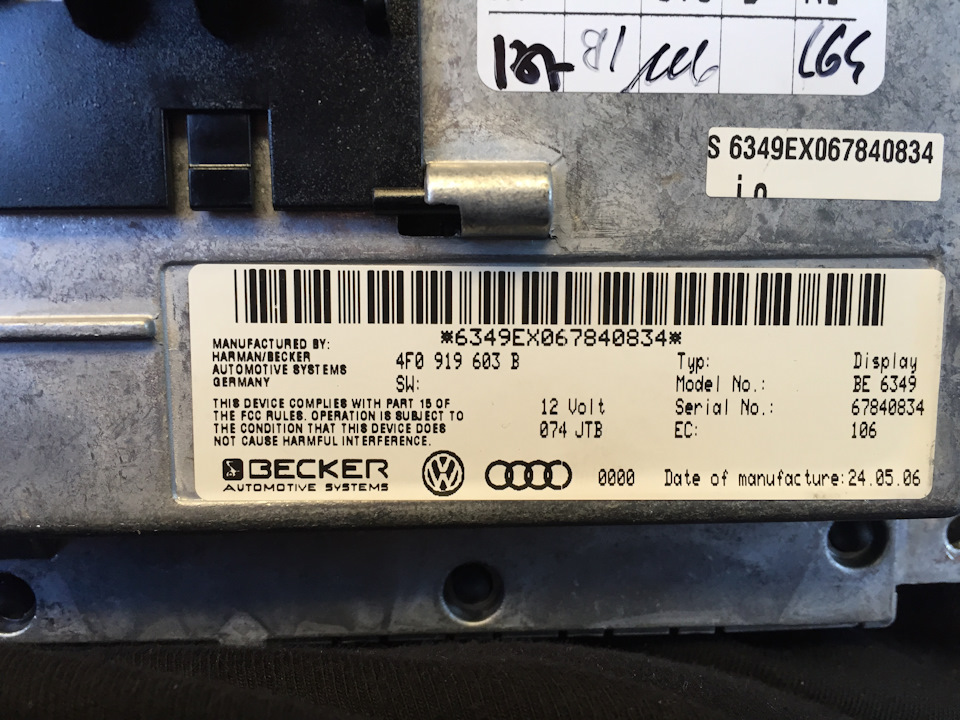 S 6349EX067840834
*6349EX067840834*
MANUFACTURED BY:
HARMAN/BECKER
AUTOMOTIVE SYSTEMS
GERMANY
4F0 919 603 B
SW:
THIS DEVICE COMPLIES WITH PART 15 OF
THE FCC RULES. OPERATION IS SUBJECT TO
THE CONDITION THAT THIS DEVICE DOES
NOT CAUSE HARMFUL INTERFERENCE.
12 Volt
074 JTB
Typ: Display
Model No.: BE 6349
Serial No.: 67840834
EC: 106
BECKER
AUTOMOTIVE SYSTEMS
VW
0000
Date of manufacture: 24.05.06